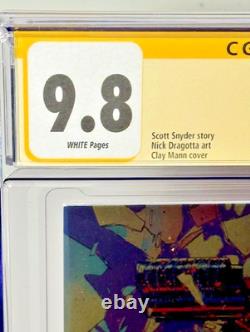 C G
9.8
WHITE Pages
Scott Snyder story
Nick Dragotta art
Clay Mann cover